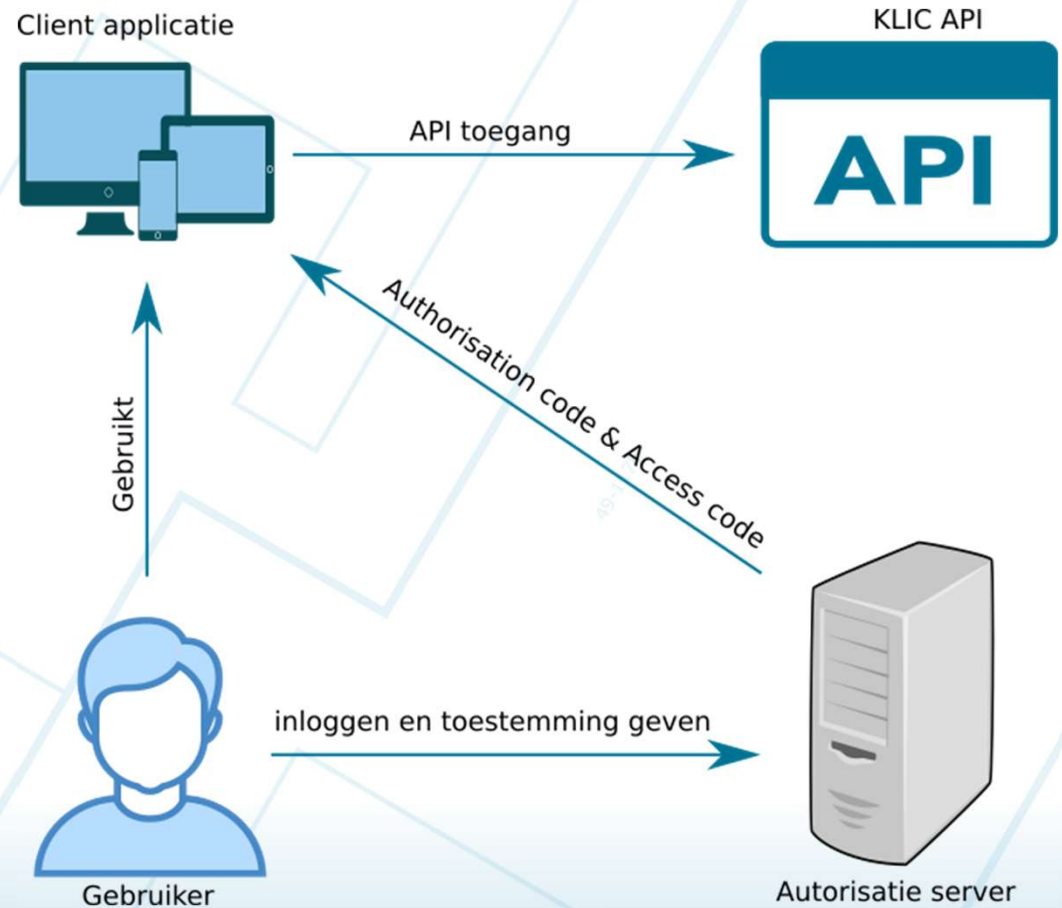 Client applicatie
KLIC API
API toegang
API
Authorisation code & Access code
Gebruikt
inloggen en toestemming geven
Gebruiker
Autorisatie server